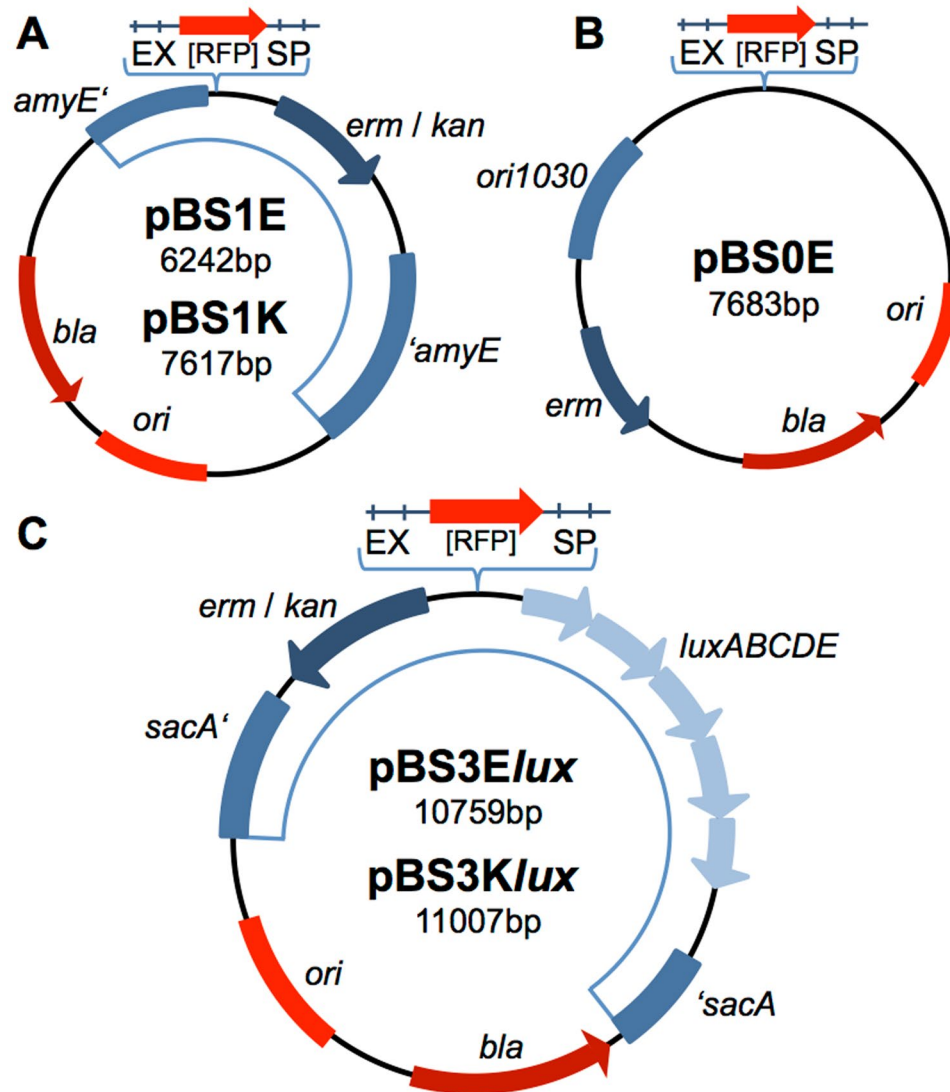 A
EX [RFP] SP
amyE‘
erm / kan
pBS1E
6242bp
pBS1K
7617bp
bla
‘amyE
ori
B
EX [RFP] SP
ori1030
pBS0E
7683bp
ori
erm
bla
C
EX [RFP] SP
erm / kan
luxABCDE
sacA‘
pBS3Elux
10759bp
pBS3Klux
11007bp
ori
‘sacA
bla